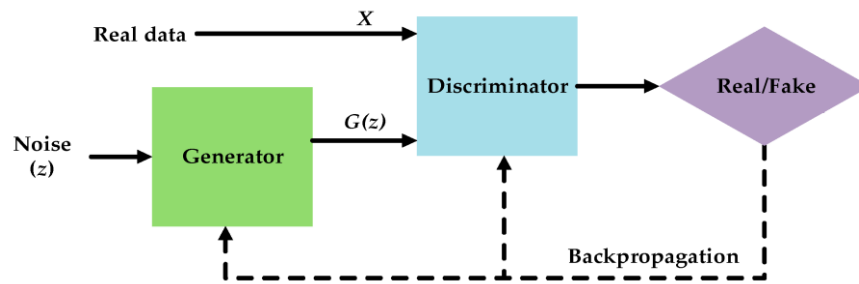 X
Real data
Discriminator
Real/Fake
G(z)
Noise
(z)
Generator
Backpropagation